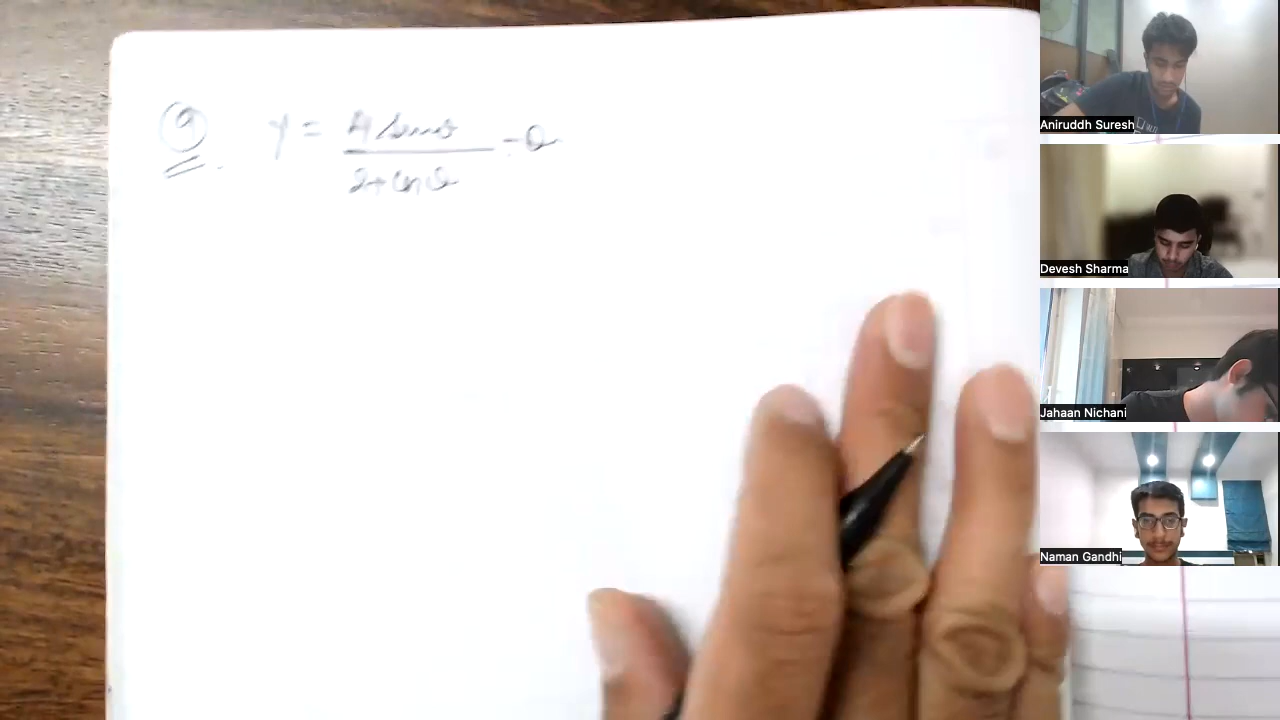 9 y = 4 sinθ / 2+cosθ - θ
Aniruddh Suresh
Devesh Sharma
Jahaan Nichani
Naman Gandhi